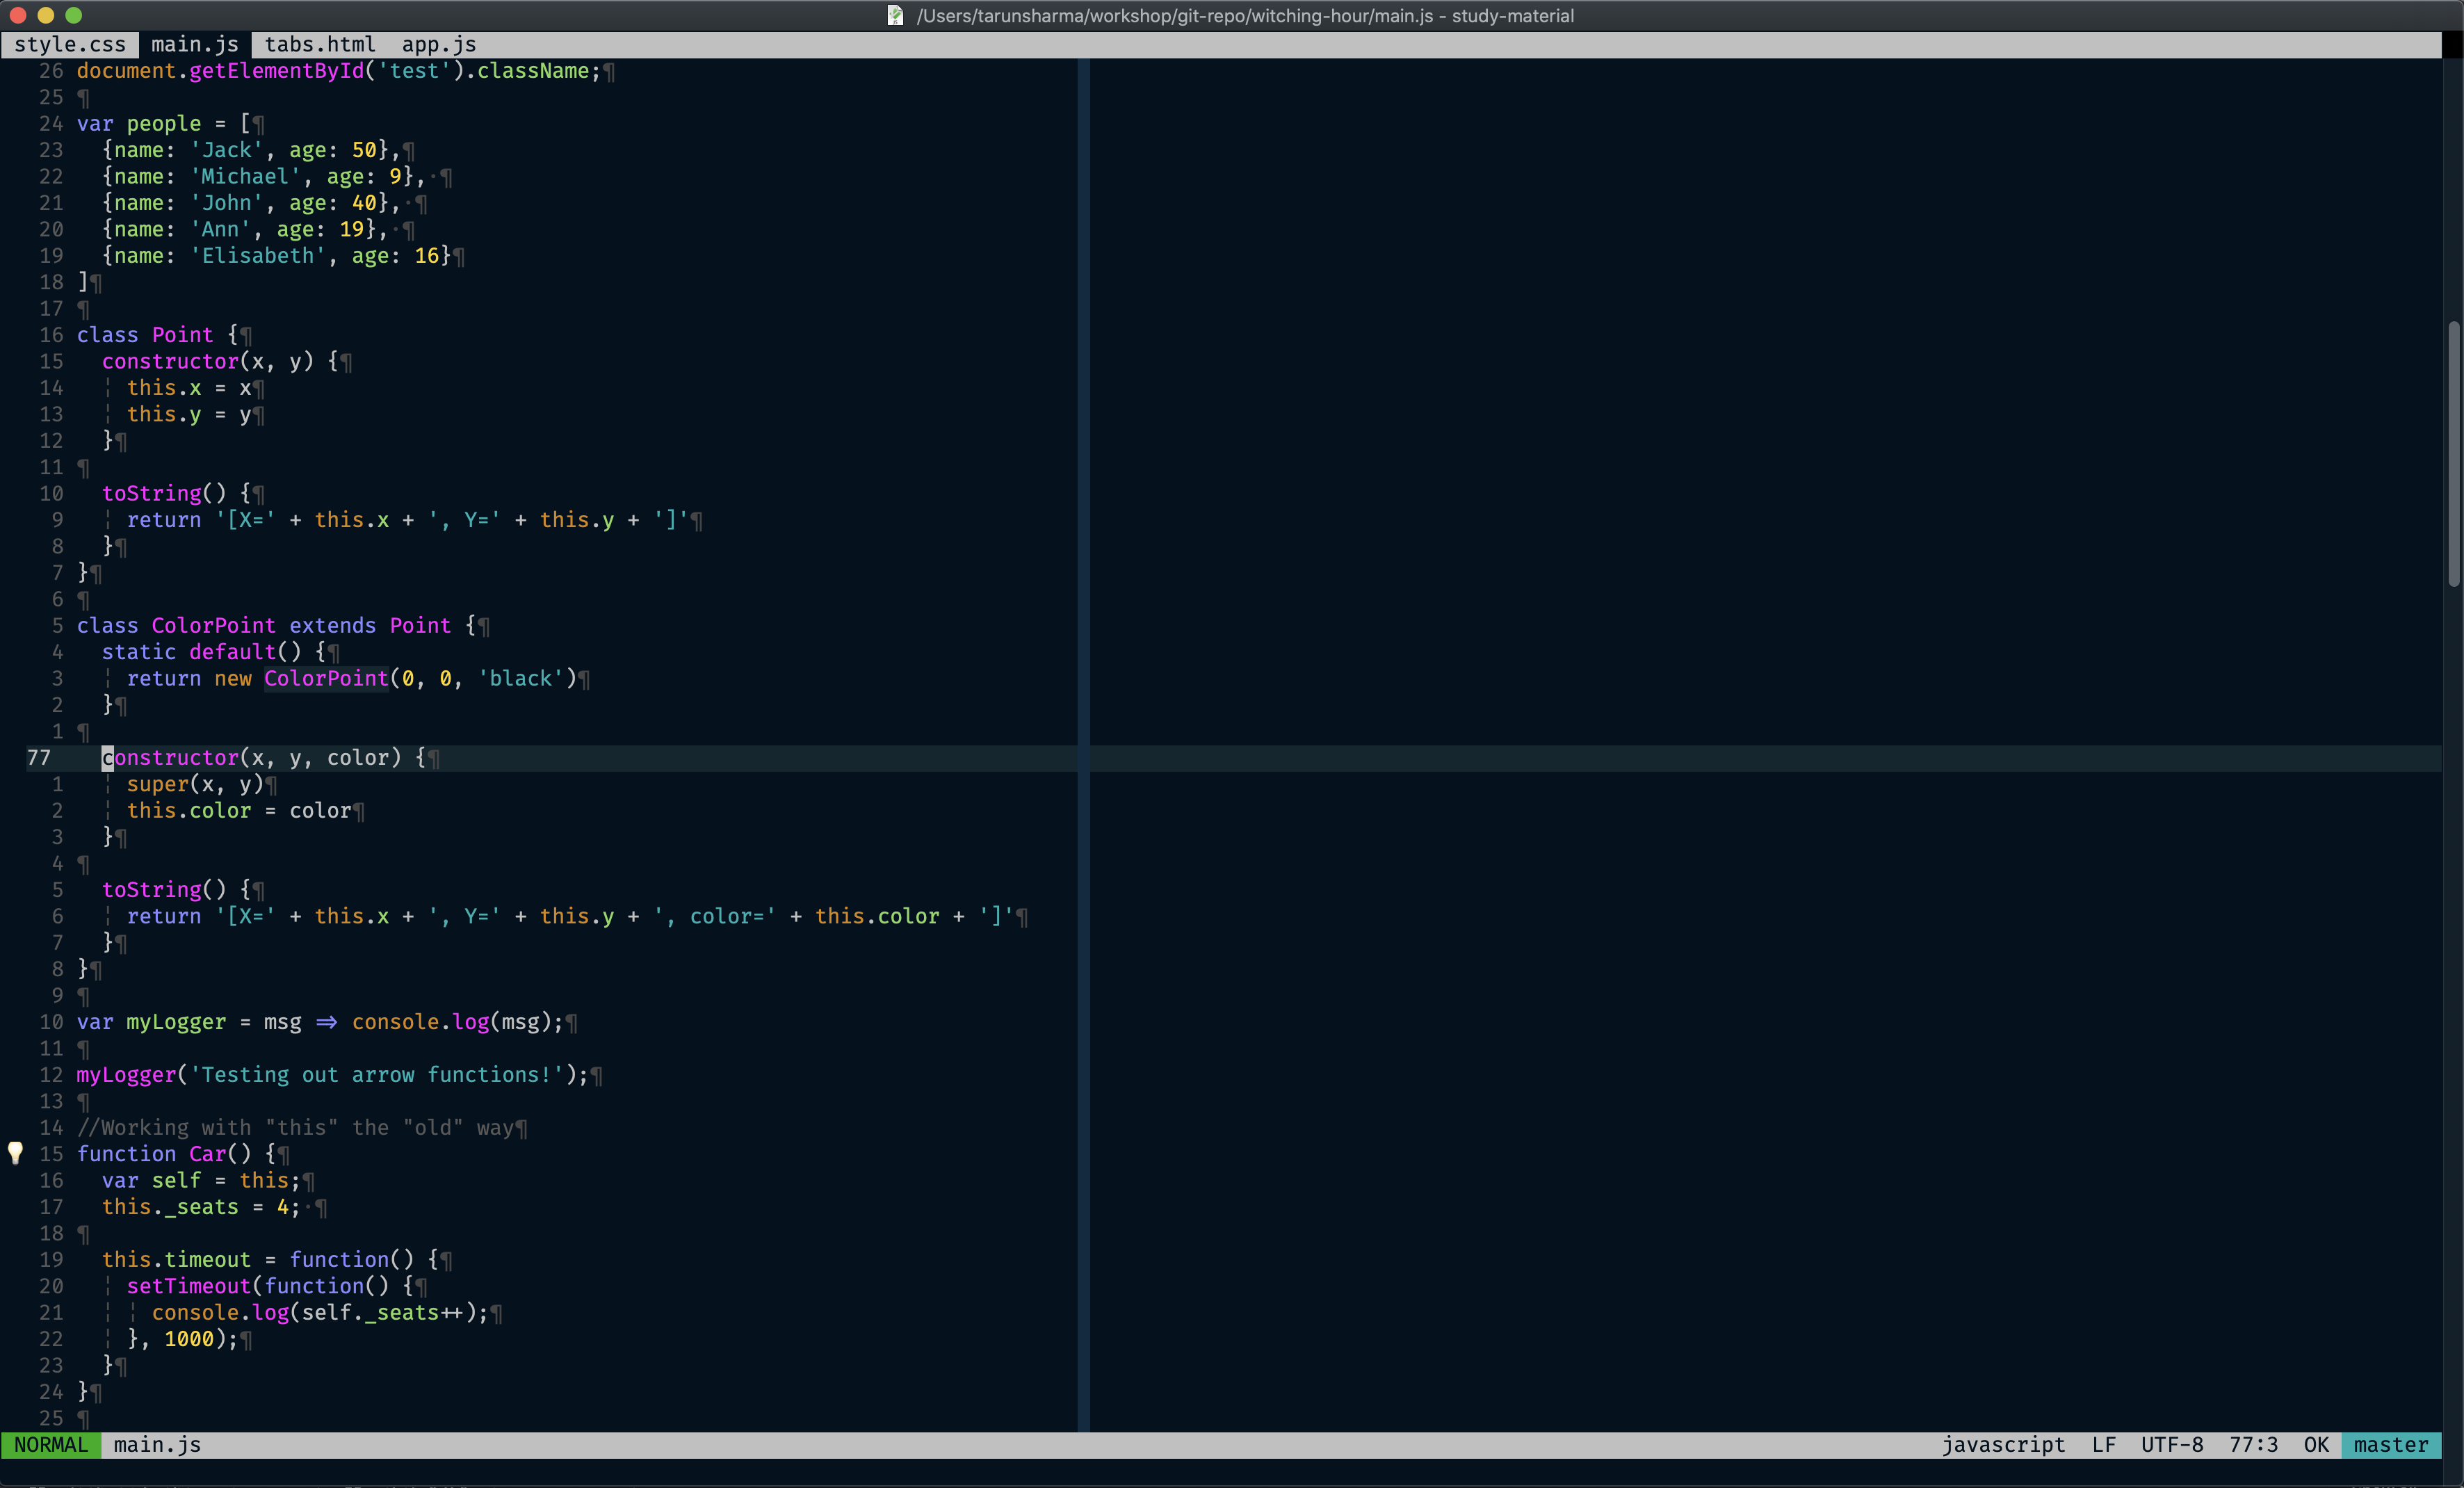 /Users/tarunsharma/workshop/git-repo/witching-hour/main.js - study-material
style.css main.js tabs.html app.js
26 document.getElementById('test').className;¶
25 ¶
24 var people = [¶
23   {name: 'Jack', age: 50},¶
22   {name: 'Michael', age: 9},·¶
21   {name: 'John', age: 40},·¶
20   {name: 'Ann', age: 19},·¶
19   {name: 'Elisabeth', age: 16}¶
18 ]¶
17 ¶
16 class Point {¶
15   constructor(x, y) {¶
14   ¦ this.x = x¶
13   ¦ this.y = y¶
12   }¶
11 ¶
10   toString() {¶
9   ¦ return '[X=' + this.x + ', Y=' + this.y + ']'¶
8   }¶
7 }¶
6 ¶
5 class ColorPoint extends Point {¶
4   static default() {¶
3   ¦ return new ColorPoint(0, 0, 'black')¶
2   }¶
1 ¶
77   constructor(x, y, color) {¶
1   ¦ super(x, y)¶
2   ¦ this.color = color¶
3   }¶
4 ¶
5   toString() {¶
6   ¦ return '[X=' + this.x + ', Y=' + this.y + ', color=' + this.color + ']'¶
7   }¶
8 }¶
9 ¶
10 var myLogger = msg => console.log(msg);¶
11 ¶
12 myLogger('Testing out arrow functions!');¶
13 ¶
14 //Working with "this" the "old" way¶
15 function Car() {¶
16   var self = this;¶
17   this._seats = 4;·¶
18 ¶
19   this.timeout = function() {¶
20   ¦ setTimeout(function() {¶
21   ¦ ¦ console.log(self._seats++);¶
22   ¦ }, 1000);¶
23   }¶
24 }¶
25 ¶
NORMAL main.js javascript LF UTF-8 77:3 OK master